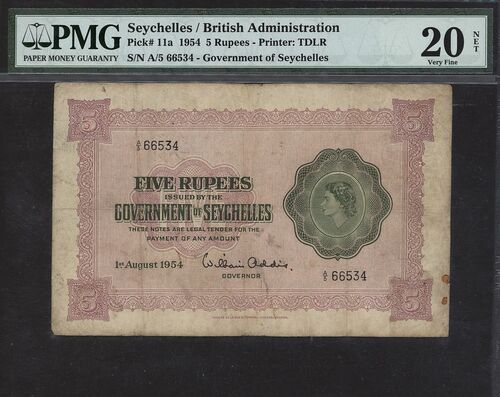 PMG
PAPER MONEY GUARANTY
Seychelles / British Administration
Pick# 11a 1954 5 Rupees - Printer: TDLR
S/N A/5 66534 - Government of Seychelles
20 NET
Very Fine
5
5
A/5 66534
FIVE RUPEES
ISSUED BY THE
GOVERNMENT OF SEYCHELLES
THESE NOTES ARE LEGAL TENDER FOR THE
PAYMENT OF ANY AMOUNT
1st August 1954
William Addis.
GOVERNOR
A/5 66534
5
5